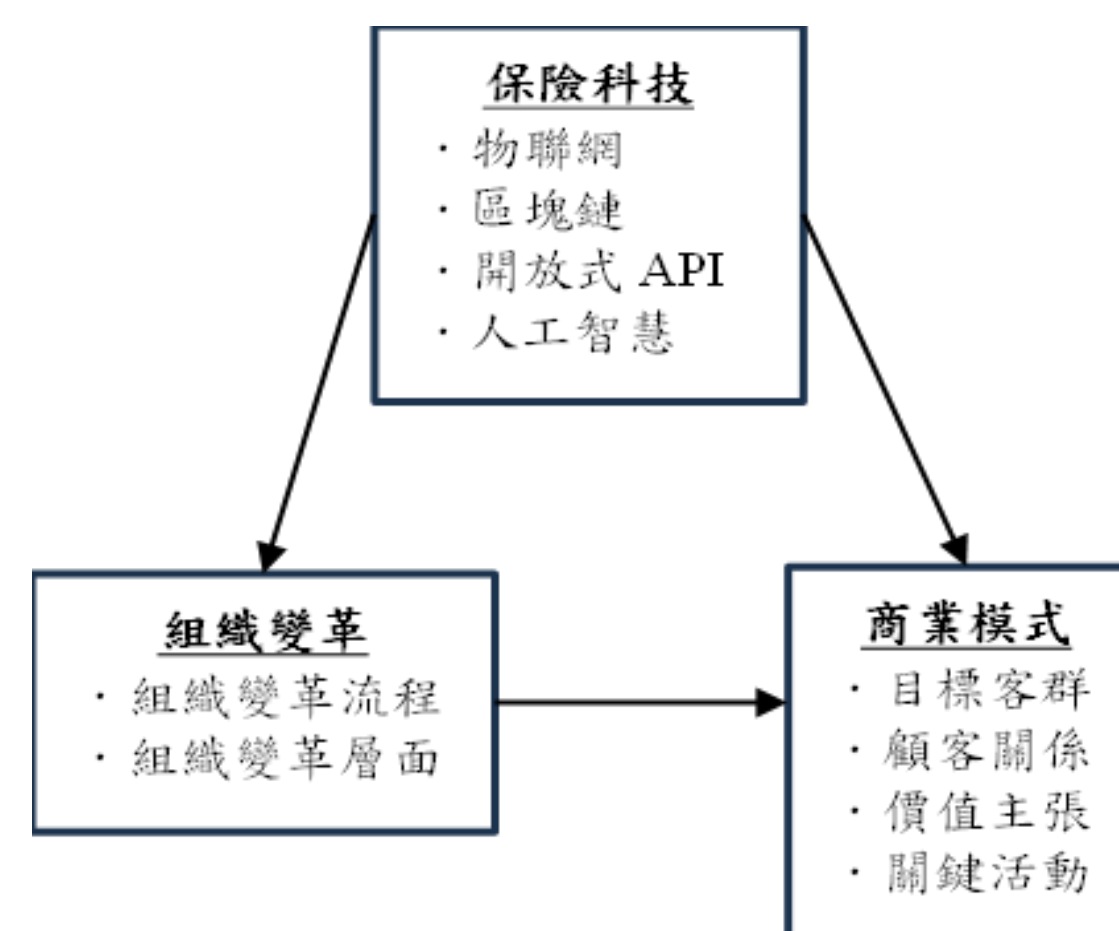 保險科技
· 物聯網
· 區塊鏈
· 開放式 API
· 人工智慧
組織變革
· 組織變革流程
· 組織變革層面
商業模式
· 目標客群
· 顧客關係
· 價值主張
· 關鍵活動